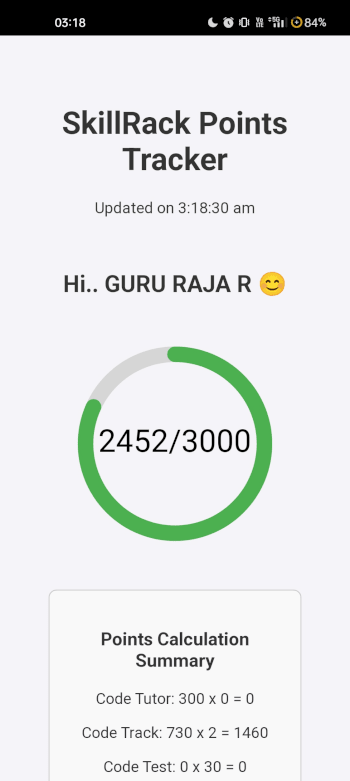 03:18
84%
SkillRack Points
Tracker
Updated on 3:18:30 am
Hi.. GURU RAJA R 😊
2452/3000
Points Calculation
Summary
Code Tutor: 300 x 0 = 0
Code Track: 730 x 2 = 1460
Code Test: 0 x 30 = 0